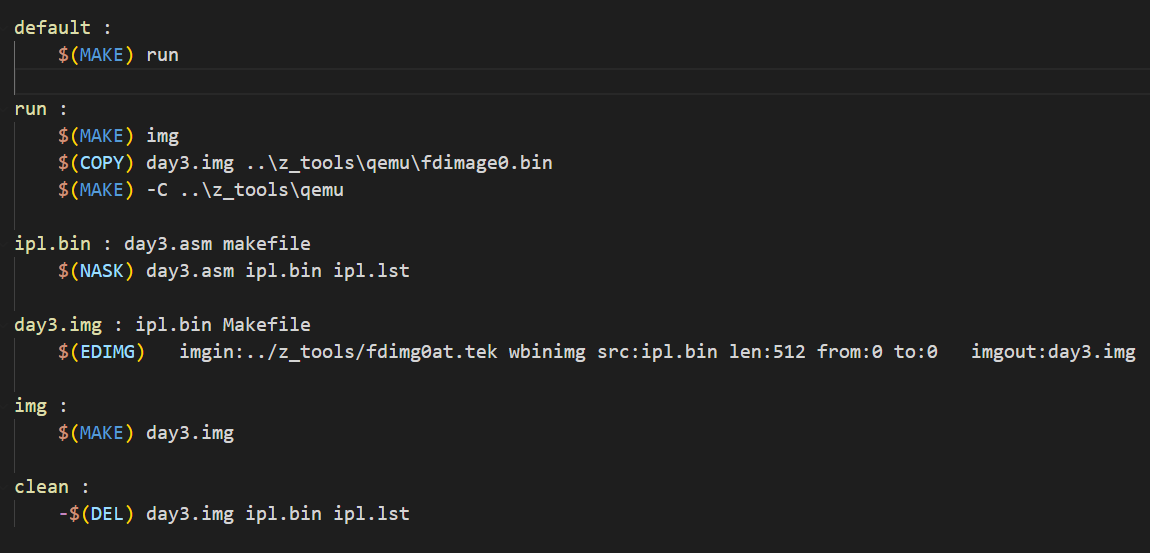 default :
    $(MAKE) run
run :
    $(MAKE) img
    $(COPY) day3.img ..\z_tools\qemu\fdimage0.bin
    $(MAKE) -C ..\z_tools\qemu
ipl.bin : day3.asm makefile
    $(NASK) day3.asm ipl.bin ipl.lst
day3.img : ipl.bin Makefile
    $(EDIMG)   imgin:../z_tools/fdimg0at.tek wbinimg src:ipl.bin len:512 from:0 to:0   imgout:day3.img
img :
    $(MAKE) day3.img
clean :
    -$(DEL) day3.img ipl.bin ipl.lst